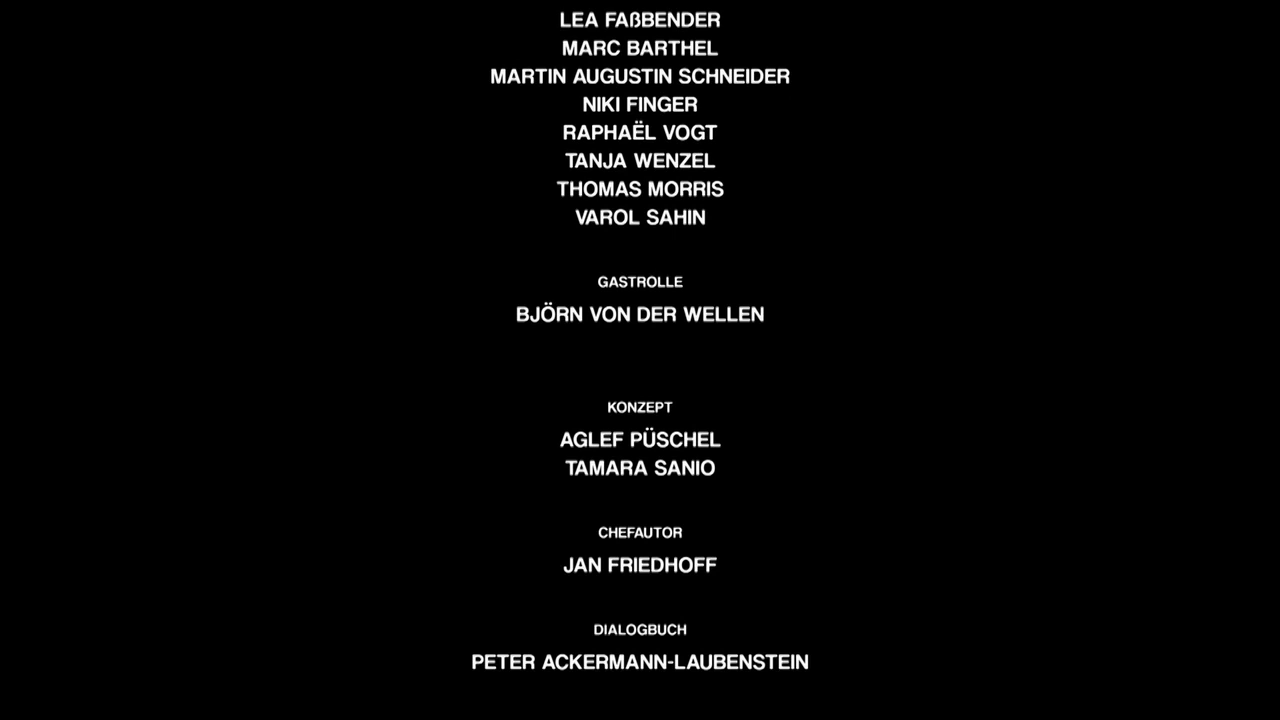 LEA FAßBENDER
MARC BARTHEL
MARTIN AUGUSTIN SCHNEIDER
NIKI FINGER
RAPHAËL VOGT
TANJA WENZEL
THOMAS MORRIS
VAROL SAHIN
GASTROLLE
BJÖRN VON DER WELLEN
KONZEPT
AGLEF PÜSCHEL
TAMARA SANIO
CHEFAUTOR
JAN FRIEDHOFF
DIALOGBUCH
PETER ACKERMANN-LAUBENSTEIN